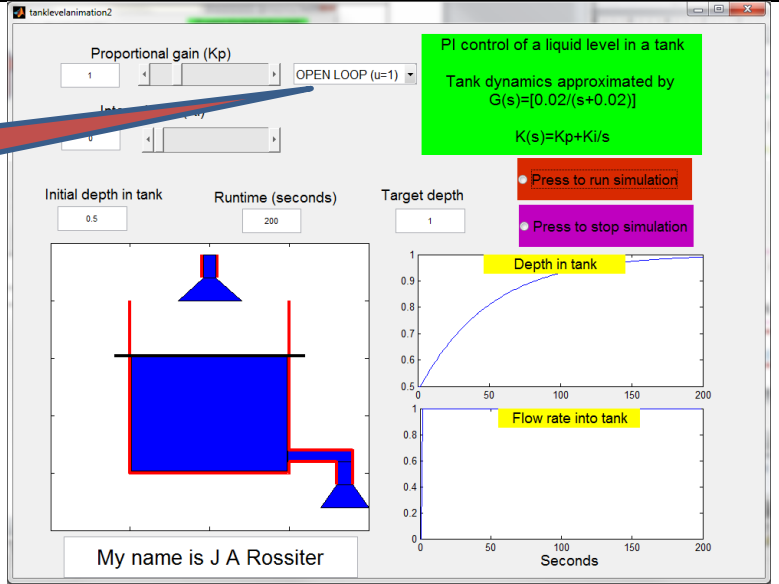 tanklevelanimation2
Proportional gain (Kp)
1
OPEN LOOP (u=1)
0
PI control of a liquid level in a tank
Tank dynamics approximated by
G(s)=[0.02/(s+0.02)]
K(s)=Kp+Ki/s
Press to run simulation
Press to stop simulation
Initial depth in tank
0.5
Runtime (seconds)
200
Target depth
1
Depth in tank
1
0.9
0.8
0.7
0.6
0.5
0
50
100
150
200
Flow rate into tank
1
0.8
0.6
0.4
0.2
0
0
50
100
150
200
Seconds
My name is J A Rossiter